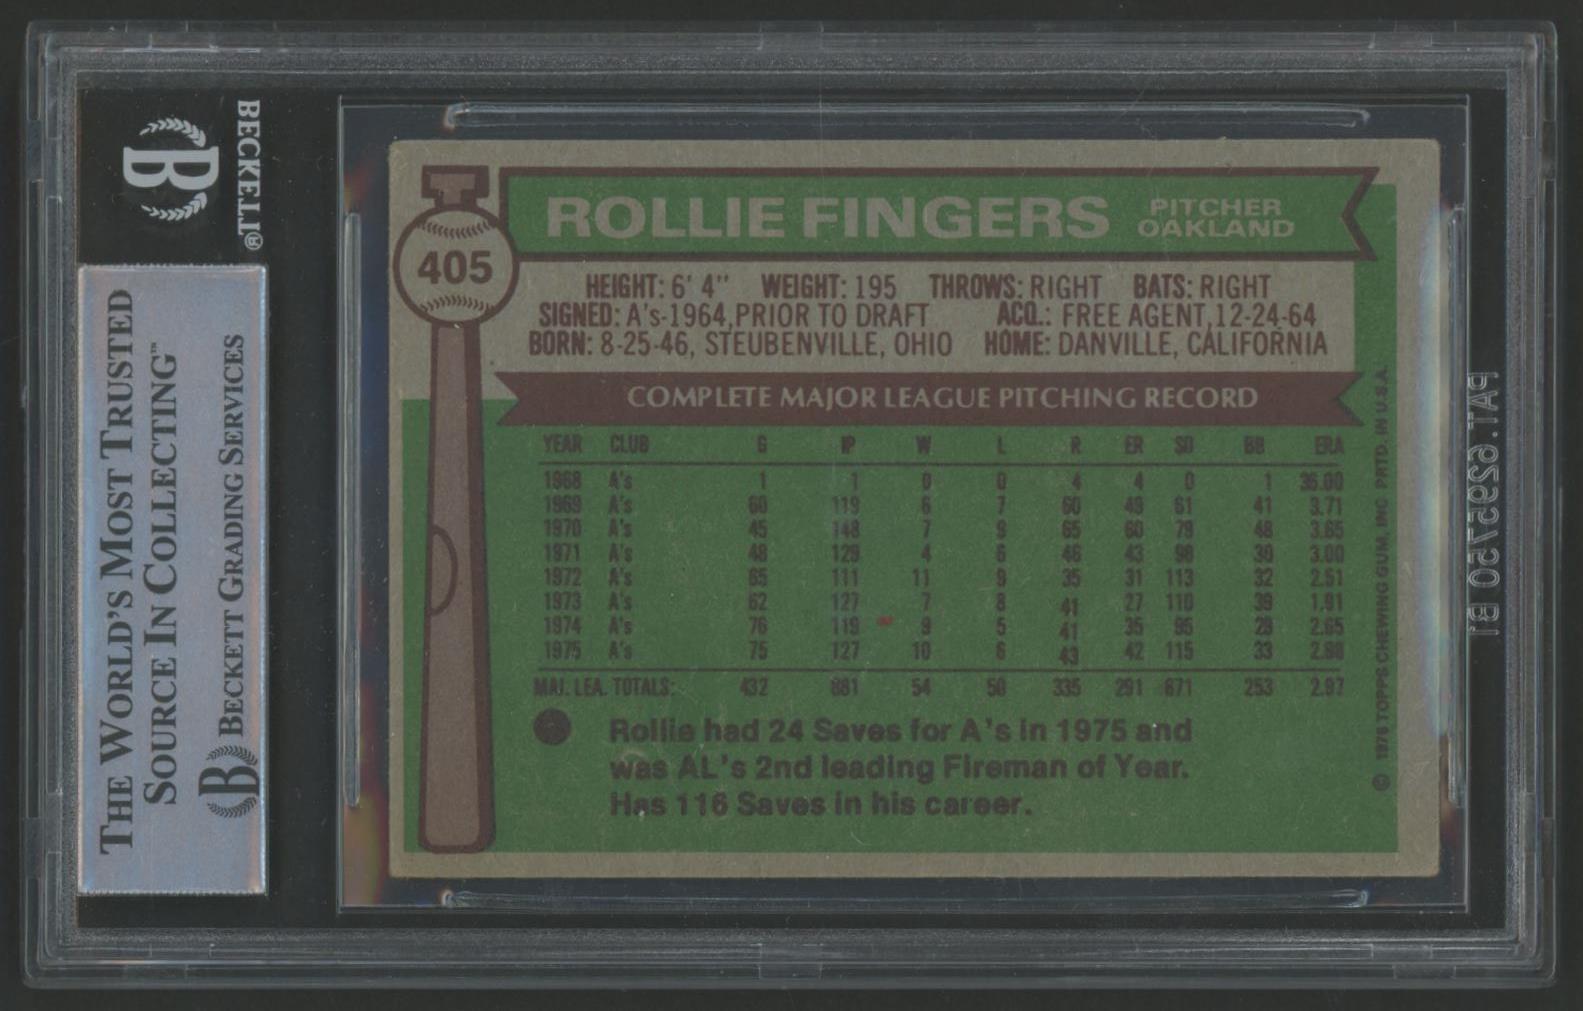 BECKETT®
B
THE WORLD'S MOST TRUSTED
SOURCE IN COLLECTING™
B BECKETT GRADING SERVICES
405
ROLLIE FINGERS PITCHER
OAKLAND
HEIGHT: 6' 4" WEIGHT: 195 THROWS: RIGHT BATS: RIGHT
SIGNED: A's-1964, PRIOR TO DRAFT ACQ.: FREE AGENT, 12-24-64
BORN: 8-25-46, STEUBENVILLE, OHIO HOME: DANVILLE, CALIFORNIA
COMPLETE MAJOR LEAGUE PITCHING RECORD
YEAR CLUB G IP W L R ER SO BB ERA
1968 A's 1 1 0 0 4 4 0 1 36.00
1969 A's 60 119 6 7 60 49 61 41 3.71
1970 A's 45 148 7 9 65 60 79 48 3.65
1971 A's 48 129 4 6 46 43 98 30 3.00
1972 A's 65 111 11 9 35 31 113 32 2.51
1973 A's 62 127 7 8 41 27 110 39 1.91
1974 A's 76 119 9 5 41 35 95 29 2.65
1975 A's 75 127 10 6 43 42 115 33 2.98
MAJ. LEA. TOTALS: 432 881 54 50 335 291 671 253 2.97
Rollie had 24 Saves for A's in 1975 and
was AL's 2nd leading Fireman of Year.
Has 116 Saves in his career.
© 1976 TOPPS CHEWING GUM, INC PRTD. IN U.S.A.
PAT. 6295750 B1